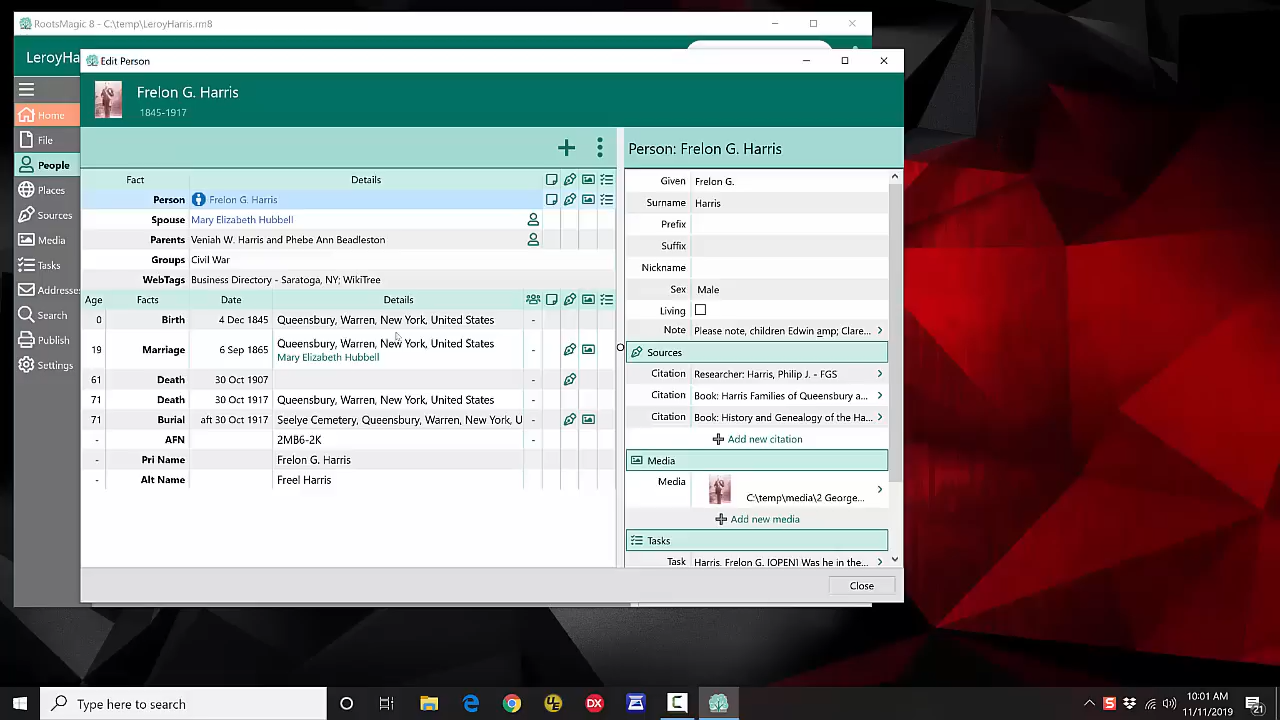 RootsMagic 8 - C:\temp\LeroyHarris.rm8
LeroyHa
Edit Person
Frelon G. Harris
1845-1917
Home
File
People
Places
Sources
Media
Tasks
Addresse
Search
Publish
Settings
Fact Details
Person Frelon G. Harris
Spouse Mary Elizabeth Hubbell
Parents Veniah W. Harris and Phebe Ann Beadleston
Groups Civil War
WebTags Business Directory - Saratoga, NY; WikiTree
Age Facts Date Details
0 Birth 4 Dec 1845 Queensbury, Warren, New York, United States -
19 Marriage 6 Sep 1865 Queensbury, Warren, New York, United States -
Mary Elizabeth Hubbell
61 Death 30 Oct 1907 -
71 Death 30 Oct 1917 Queensbury, Warren, New York, United States -
71 Burial aft 30 Oct 1917 Seelye Cemetery, Queensbury, Warren, New York, U -
- AFN 2MB6-2K -
- Pri Name Frelon G. Harris
- Alt Name Freel Harris
Person: Frelon G. Harris
Given Frelon G.
Surname Harris
Prefix
Suffix
Nickname
Sex Male
Living
Note Please note, children Edwin amp; Clare...
Sources
Citation Researcher: Harris, Philip J. - FGS
Citation Book: Harris Families of Queensbury a...
Citation Book: History and Genealogy of the Ha...
Add new citation
Media
Media C:\temp\media\2 George...
Add new media
Tasks
Task Harris, Frelon G. [OPEN] Was he in the...
Close
Type here to search
UE
DX
S
10:01 AM
11/11/2019
21